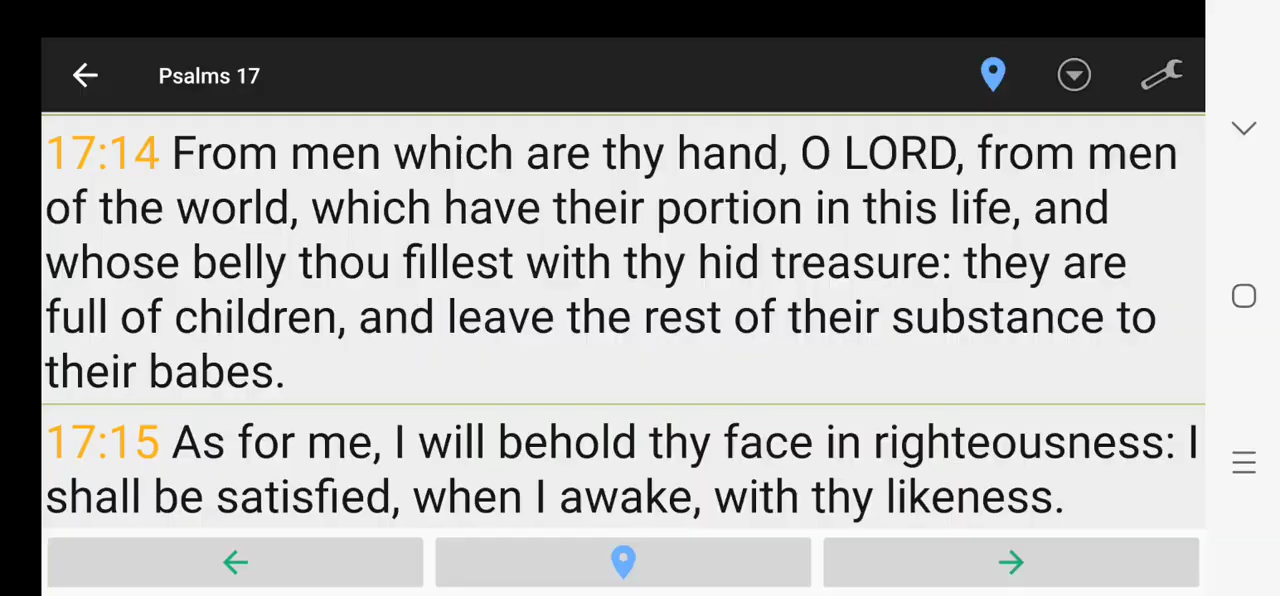 Psalms 17
17:14 From men which are thy hand, O LORD, from men
of the world, which have their portion in this life, and
whose belly thou fillest with thy hid treasure: they are
full of children, and leave the rest of their substance to
their babes.
17:15 As for me, I will behold thy face in righteousness: I
shall be satisfied, when I awake, with thy likeness.